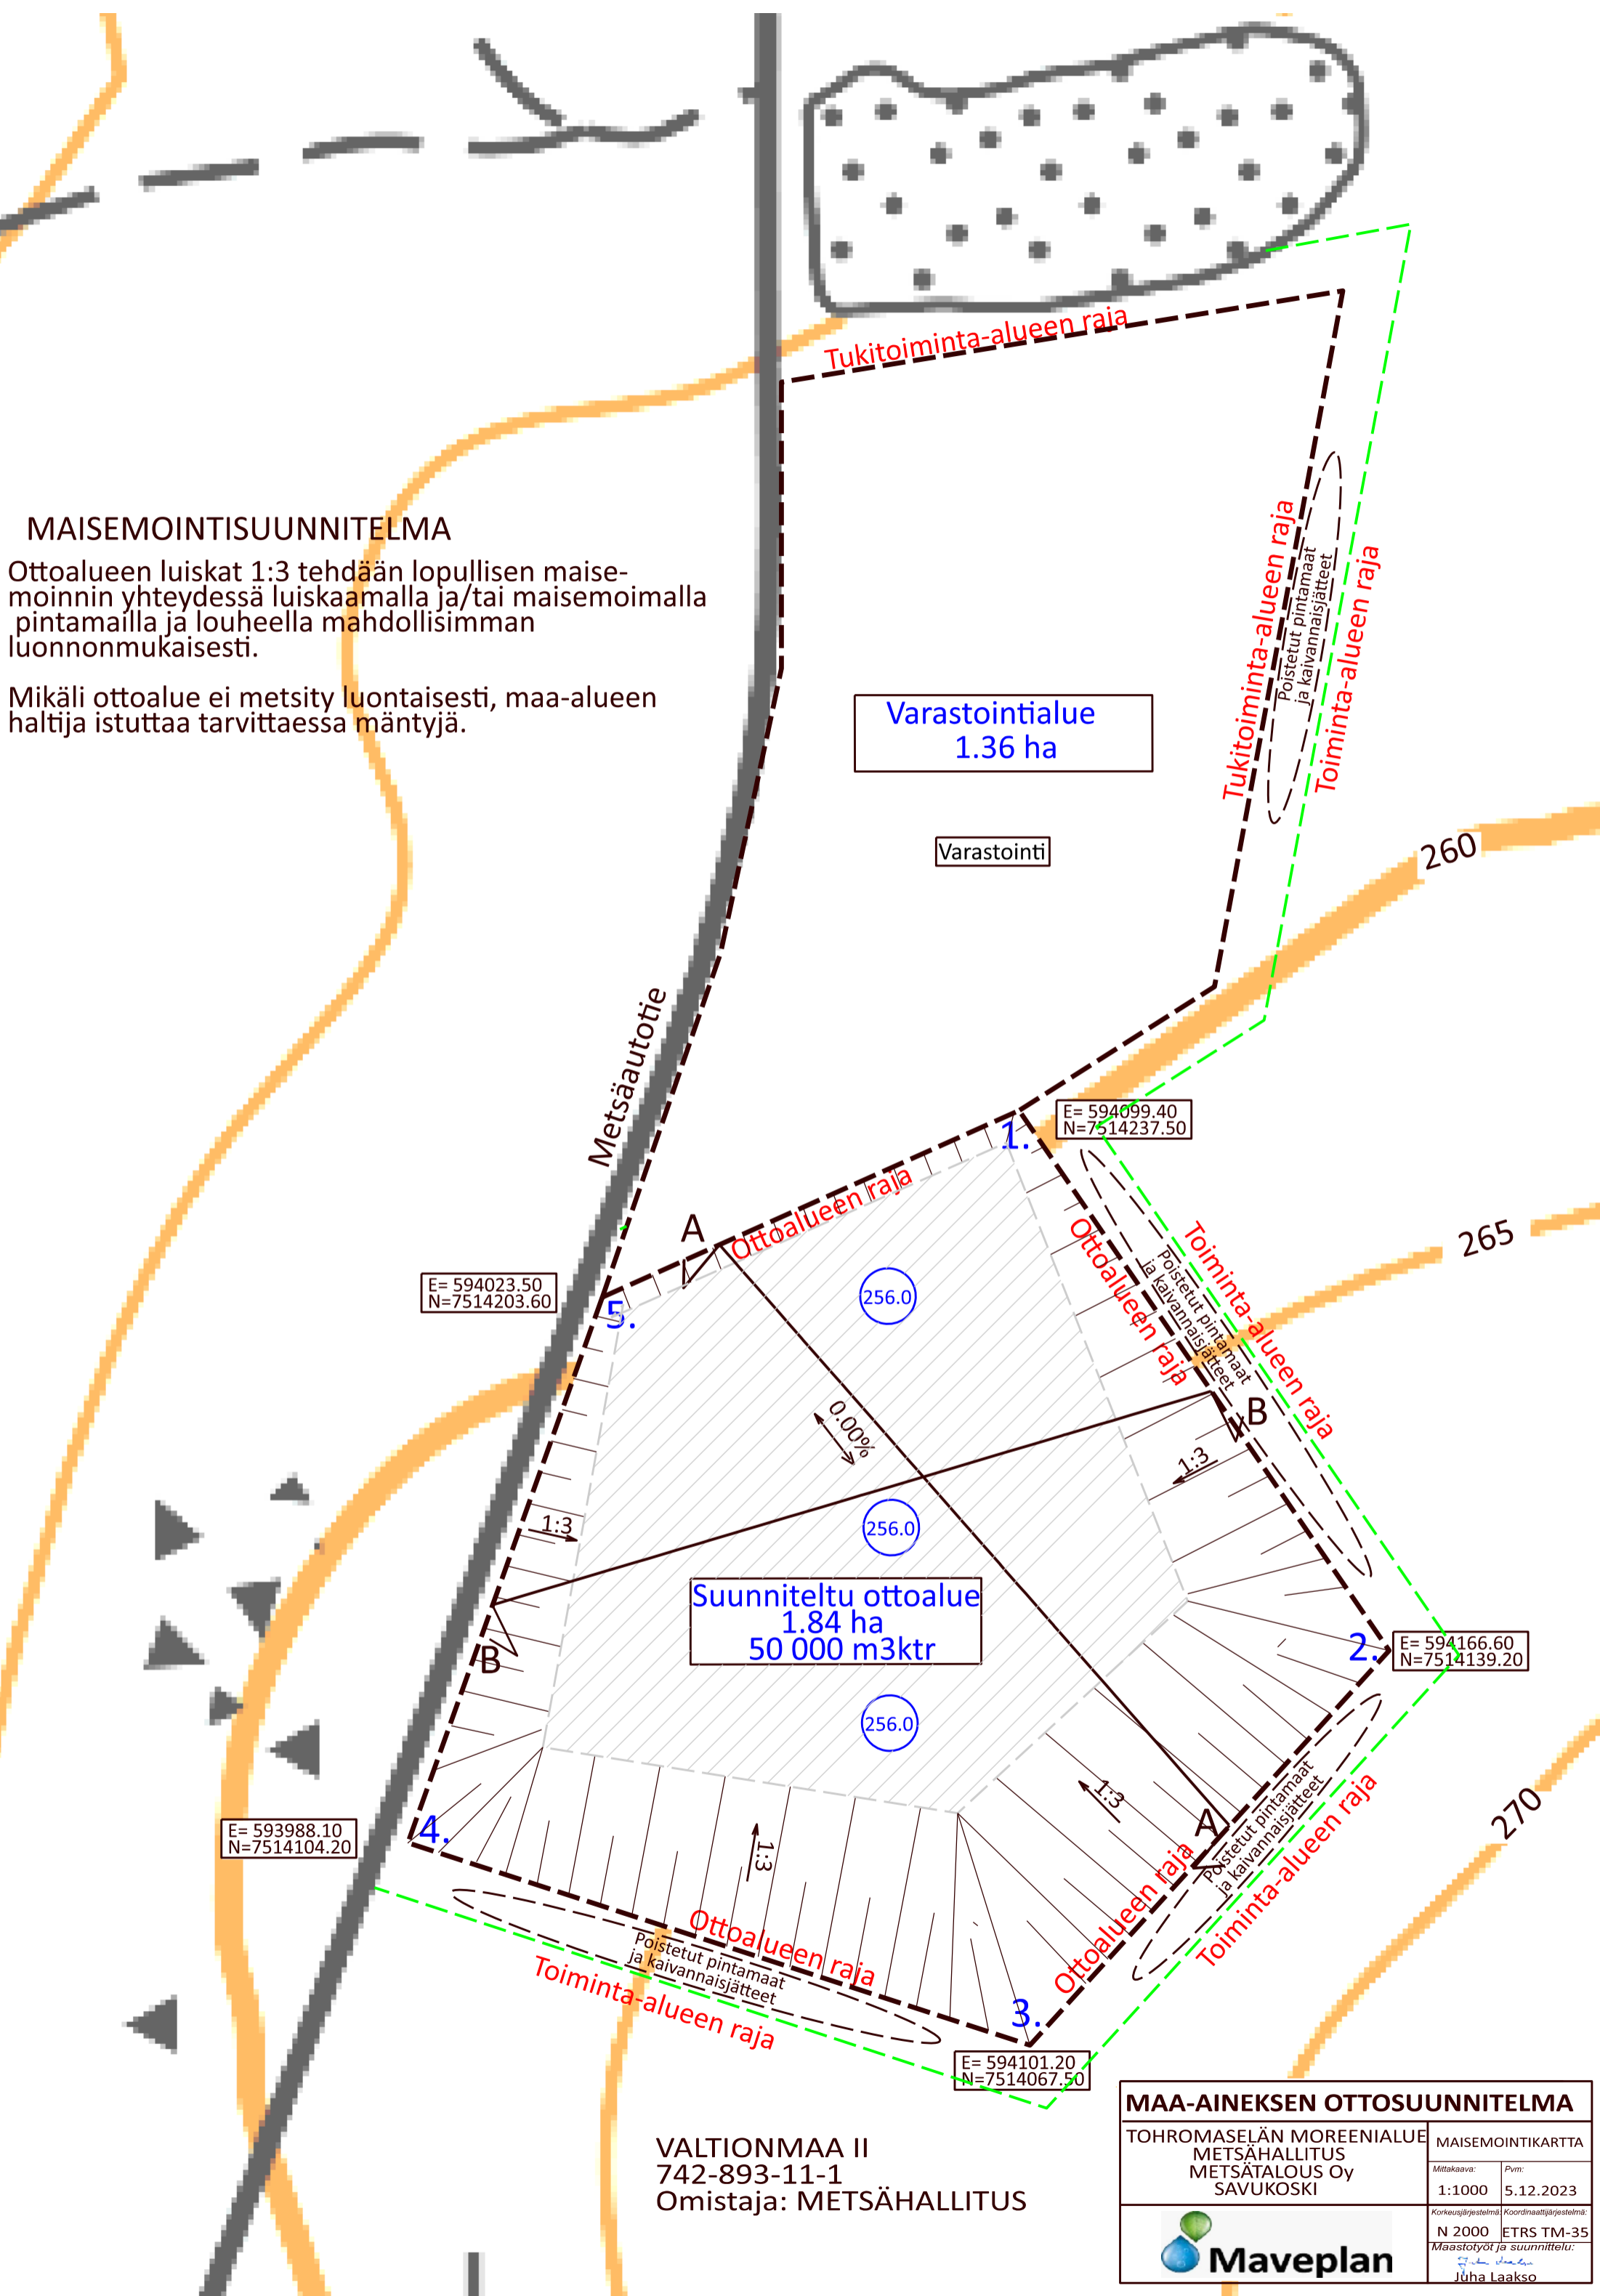 Tukitoiminta-alueen raja
MAISEMOINTISUUNNITELMA
Ottoalueen luiskat 1:3 tehdään lopullisen maise-
moinnin yhteydessä luiskaamalla ja/tai maisemoimalla
pintamailla ja louheella mahdollisimman
luonnonmukaisesti.
Mikäli ottoalue ei metsity luontaisesti, maa-alueen
haltija istuttaa tarvittaessa mäntyjä.
Tukitoiminta-alueen raja
Poistetut pintamaat
ja kaivannaisjätteet
Toiminta-alueen raja
Varastointialue
1.36 ha
Varastointi
260
Metsäautotie
E= 594099.40
N=7514237.50
1.
Ottoalueen raja
A
265
E= 594023.50
N=7514203.60
5.
256.0
Ottoalueen raja
Poistetut pintamaat
ja kaivannaisjätteet
Toiminta-alueen raja
B
0.00%
1:3
1:3
256.0
Suunniteltu ottoalue
1.84 ha
50 000 m3ktr
B
2.
E= 594166.60
N=7514139.20
256.0
E= 593988.10
N=7514104.20
4.
1:3
1:3
A
270
Poistetut pintamaat
ja kaivannaisjätteet
Toiminta-alueen raja
Ottoalueen raja
Ottoalueen raja
Poistetut pintamaat
ja kaivannaisjätteet
Toiminta-alueen raja
3.
E= 594101.20
N=7514067.50
VALTIONMAA II
742-893-11-1
Omistaja: METSÄHALLITUS
MAA-AINEKSEN OTTOSUUNNITELMA
TOHROMASELÄN MOREENIALUE
METSÄHALLITUS
METSÄTALOUS Oy
SAVUKOSKI
MAISEMOINTIKARTTA
Mittakaava: Pvm:
1:1000 5.12.2023
Korkeusjärjestelmä: Koordinaattijärjestelmä:
N 2000 ETRS TM-35
Maastotyöt ja suunnittelu:
Juha Laakso
Maveplan